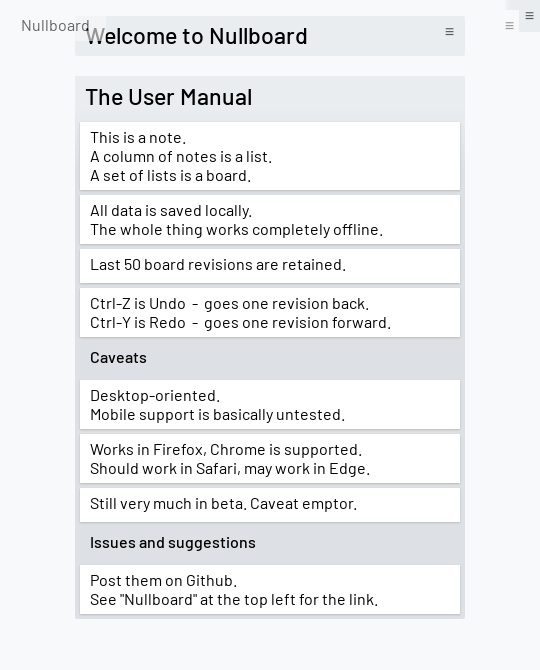 Nullboard
Welcome to Nullboard
The User Manual
This is a note.
A column of notes is a list.
A set of lists is a board.
All data is saved locally.
The whole thing works completely offline.
Last 50 board revisions are retained.
Ctrl-Z is Undo - goes one revision back.
Ctrl-Y is Redo - goes one revision forward.
Caveats
Desktop-oriented.
Mobile support is basically untested.
Works in Firefox, Chrome is supported.
Should work in Safari, may work in Edge.
Still very much in beta. Caveat emptor.
Issues and suggestions
Post them on Github.
See "Nullboard" at the top left for the link.